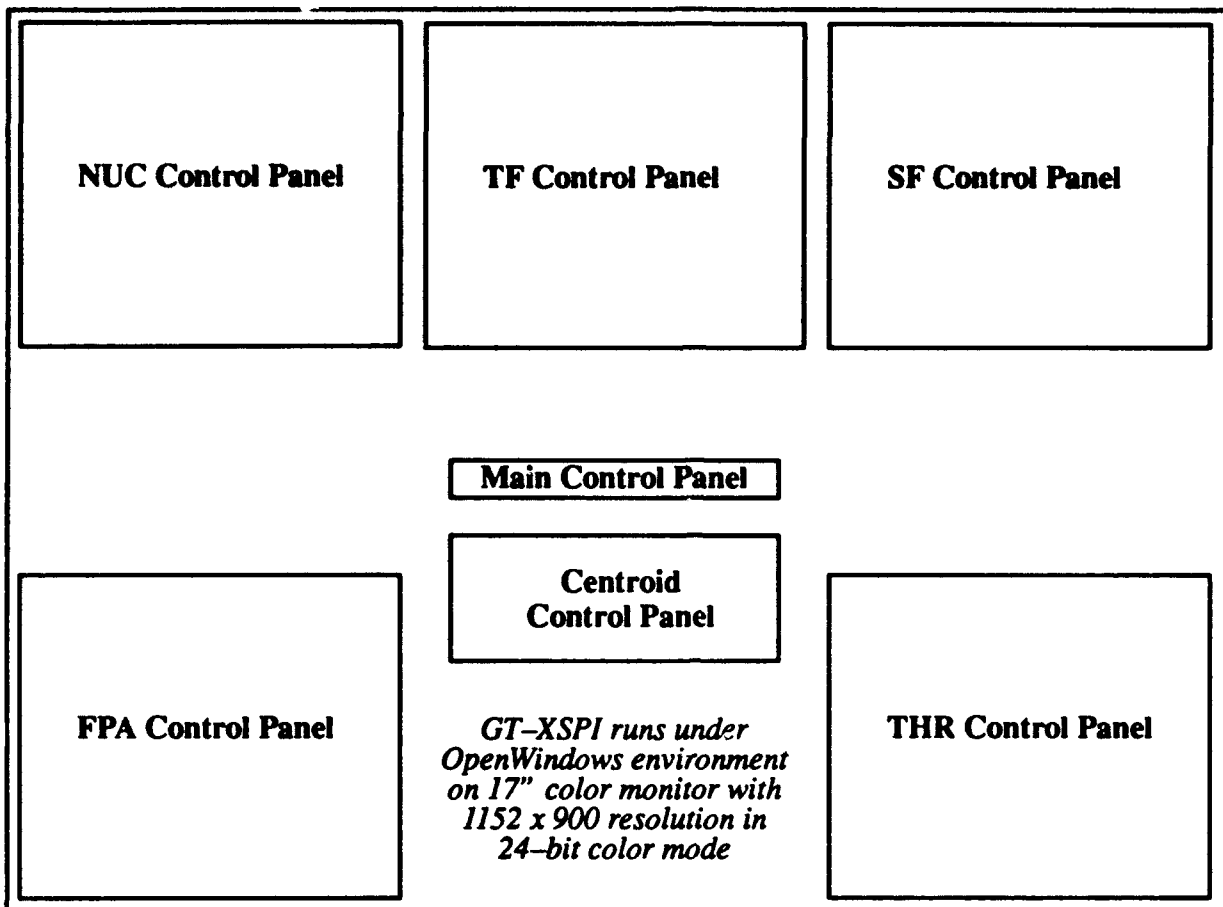 NUC Control Panel
TF Control Panel
SF Control Panel
Main Control Panel
Centroid
Control Panel
FPA Control Panel
GT–XSPI runs under
OpenWindows environment
on 17” color monitor with
1152 x 900 resolution in
24–bit color mode
THR Control Panel